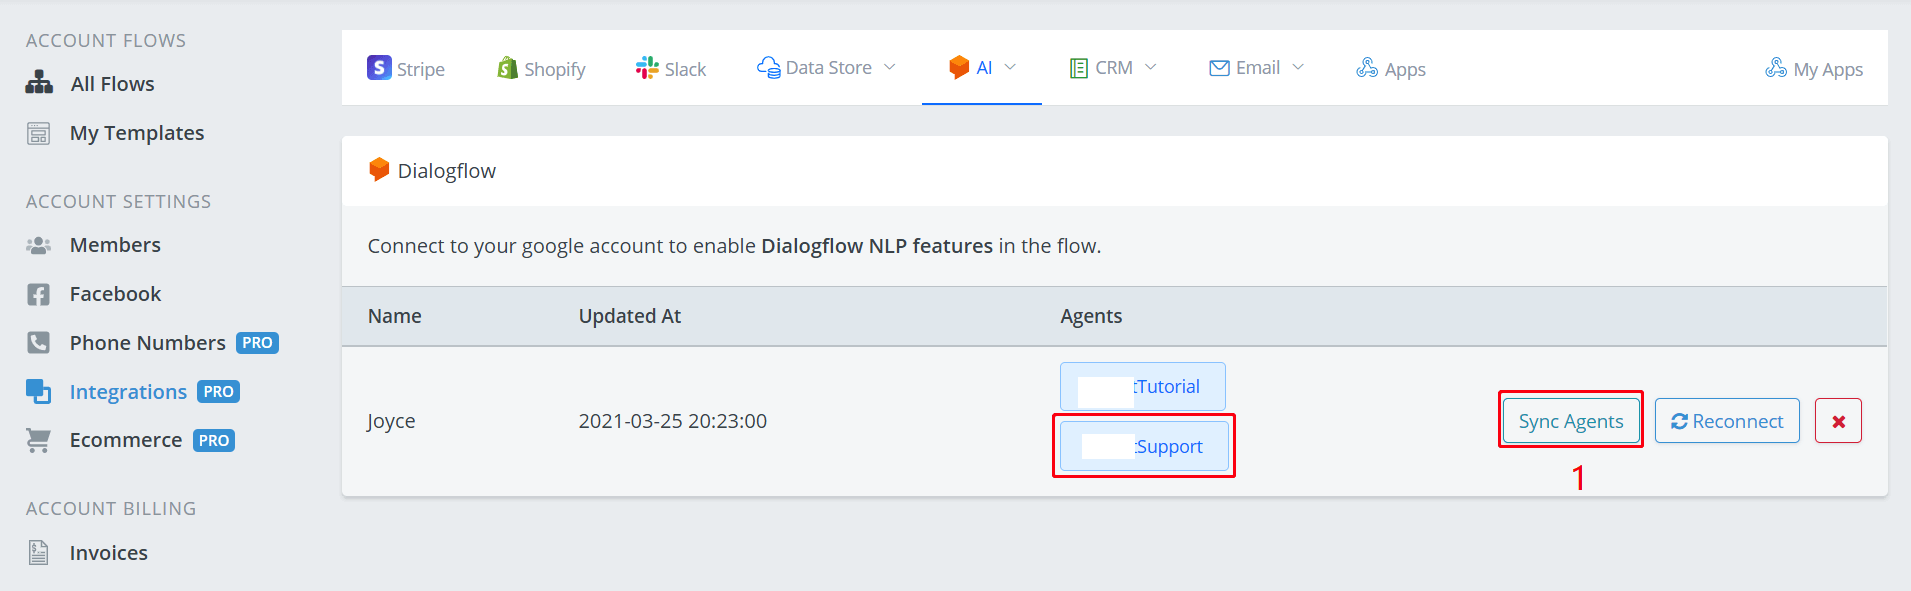 ACCOUNT FLOWS
All Flows
My Templates
ACCOUNT SETTINGS
Members
Facebook
Phone Numbers PRO
Integrations PRO
Ecommerce PRO
ACCOUNT BILLING
Invoices
S Stripe Shopify Slack Data Store AI CRM Email Apps My Apps
Dialogflow
Connect to your google account to enable Dialogflow NLP features in the flow.
Name Updated At Agents
tTutorial
Joyce 2021-03-25 20:23:00 Sync Agents Reconnect
tSupport
1